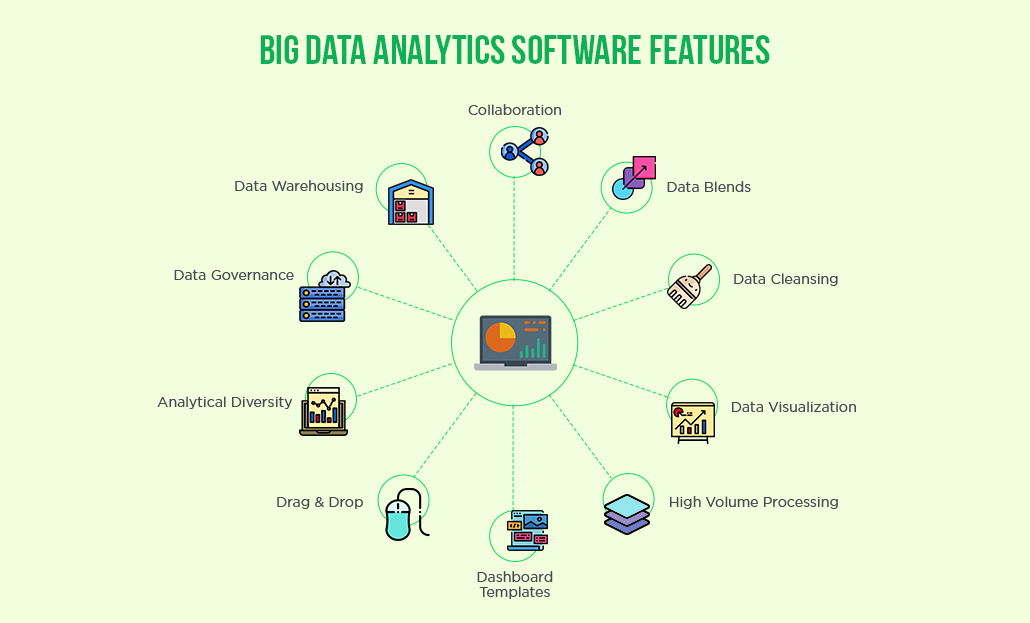 BIG DATA ANALYTICS SOFTWARE FEATURES
Collaboration
Data Warehousing
Data Blends
Data Governance
Data Cleansing
Analytical Diversity
Data Visualization
Drag & Drop
High Volume Processing
Dashboard
Templates